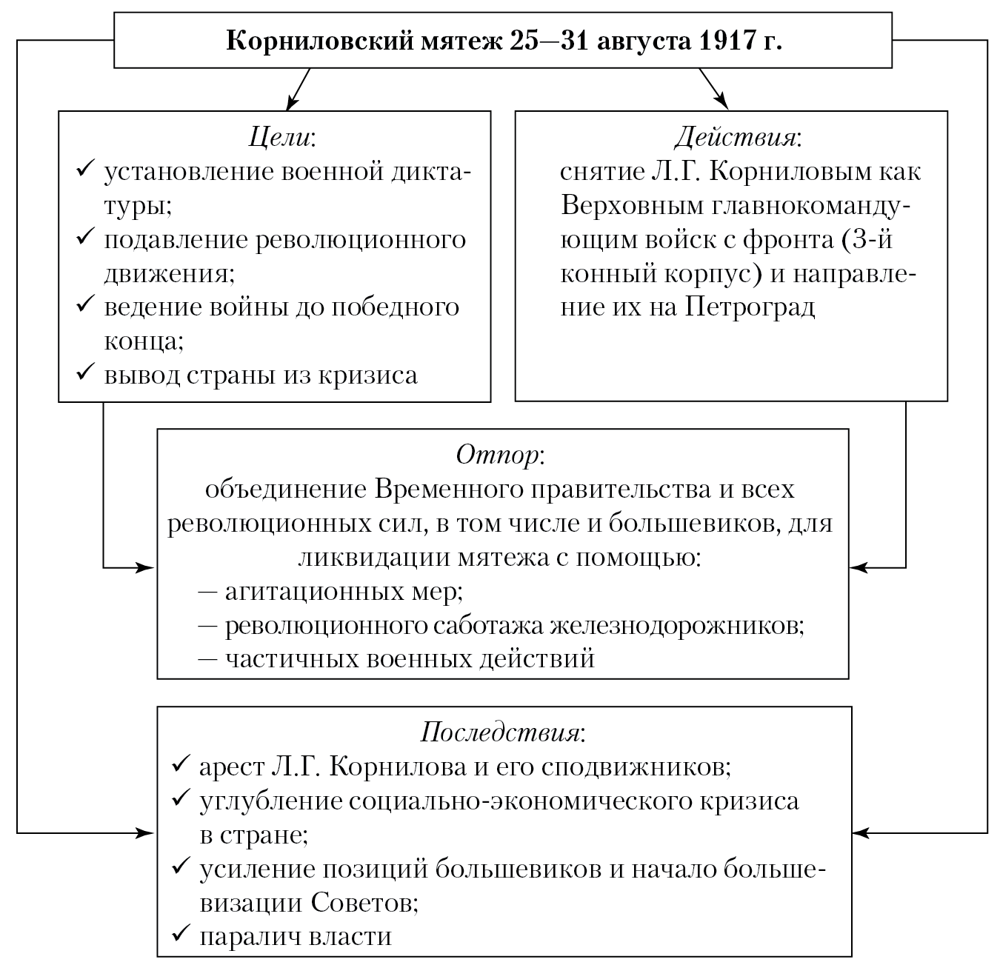 Корниловский мятеж 25—31 августа 1917 г.
Цели:
✓ установление военной дикта-
туры;
✓ подавление революционного
движения;
✓ ведение войны до победного
конца;
✓ вывод страны из кризиса
Действия:
снятие Л.Г. Корниловым как
Верховным главнокоманду-
ющим войск с фронта (3-й
конный корпус) и направле-
ние их на Петроград
Отпор:
объединение Временного правительства и всех
революционных сил, в том числе и большевиков, для
ликвидации мятежа с помощью:
— агитационных мер;
— революционного саботажа железнодорожников;
— частичных военных действий
Последствия:
✓ арест Л.Г. Корнилова и его сподвижников;
✓ углубление социально-экономического кризиса
в стране;
✓ усиление позиций большевиков и начало больше-
визации Советов;
✓ паралич власти